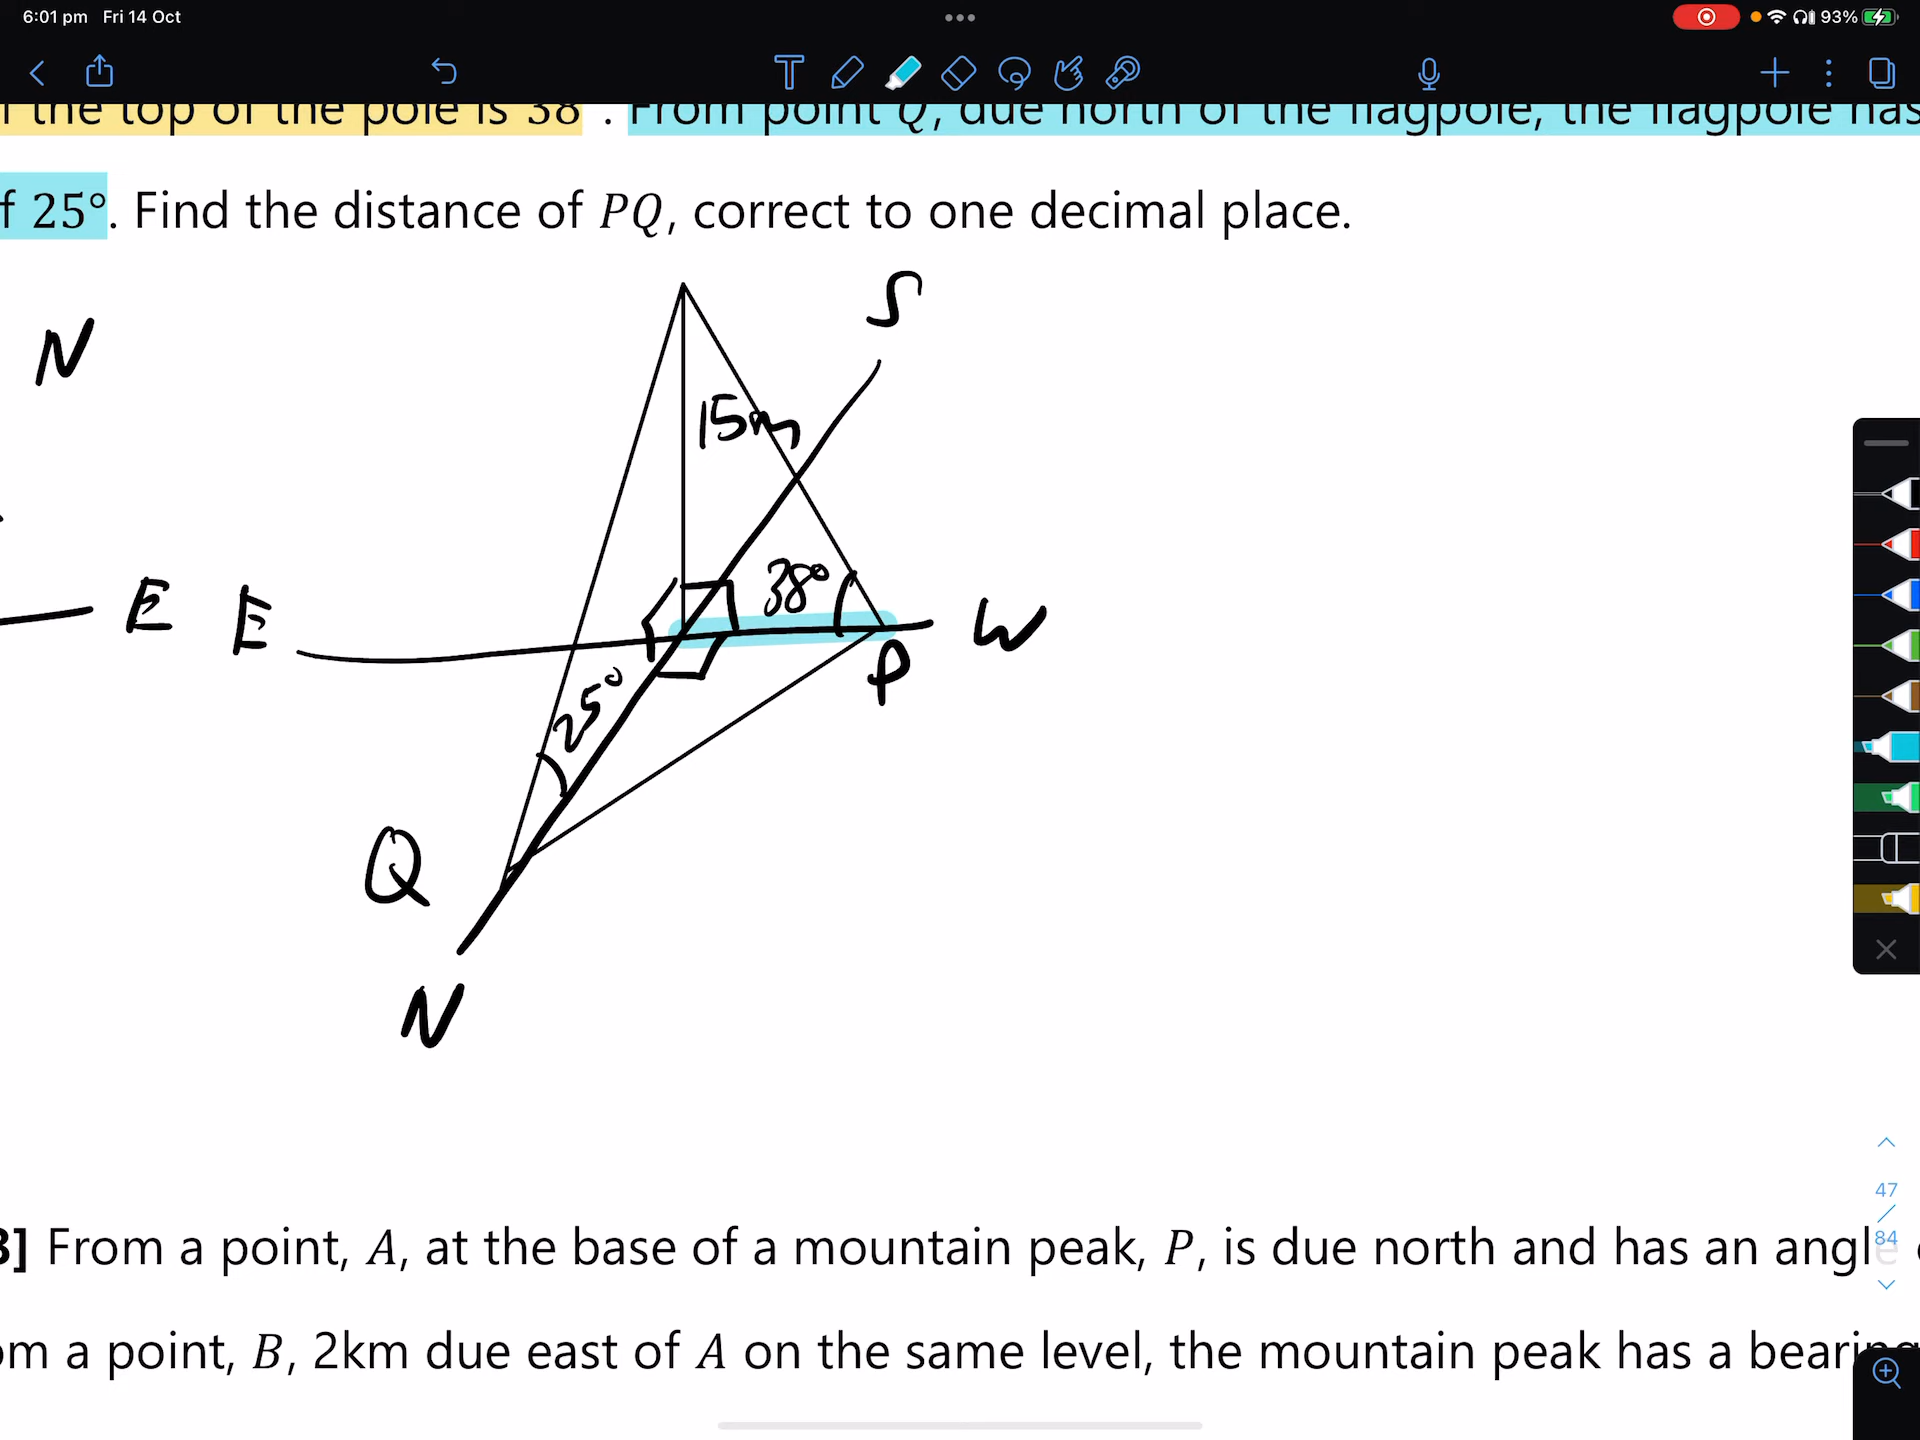 6:01 pm Fri 14 Oct
93%
the top of the pole is 38 . From point Q, due north of the flagpole, the flagpole has
f 25°. Find the distance of PQ, correct to one decimal place.
S
N
15m
38°
E E
W
P
25°
Q
N
47
84
3] From a point, A, at the base of a mountain peak, P, is due north and has an angle
om a point, B, 2km due east of A on the same level, the mountain peak has a bearing